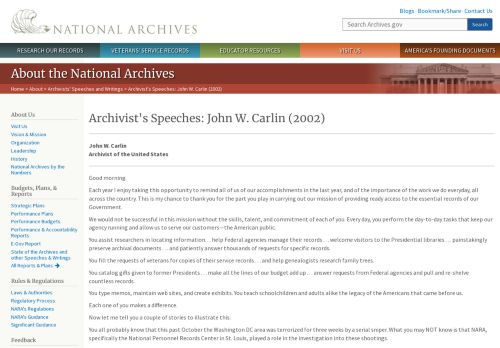 Blogs · Bookmark/Share · Contact Us
NATIONAL ARCHIVES
Search Archives.gov
Search
RESEARCH OUR RECORDS
VETERANS' SERVICE RECORDS
EDUCATOR RESOURCES
VISIT US
AMERICA'S FOUNDING DOCUMENTS
About the National Archives
Home > About > Archivists' Speeches and Writings > Archivist's Speeches: John W. Carlin (2002)
About Us
Visit Us
Vision & Mission
Organization
Leadership
History
National Archives by the
Numbers
Budgets, Plans, &
Reports
Strategic Plans
Performance Plans
Performance Budgets
Performance & Accountability
Reports
E-Gov Report
State of the Archives and
other Speeches & Writings
All Reports & Plans
Rules & Regulations
Laws & Authorities
Regulatory Process
NARA's Regulations
NARA's Guidance
Significant Guidance
Feedback
Archivist's Speeches: John W. Carlin (2002)
John W. Carlin
Archivist of the United States
Good morning.
Each year I enjoy taking this opportunity to remind all of us of our accomplishments in the last year, and of the importance of the work we do everyday, all
across the country. This is my chance to thank you for the part you play in carrying out our mission of providing ready access to the essential records of our
Government.
We would not be successful in this mission without the skills, talent, and commitment of each of you. Every day, you perform the day-to-day tasks that keep our
agency running and allow us to serve our customers—the American public.
You assist researchers in locating information. . . help Federal agencies manage their records . . . welcome visitors to the Presidential libraries . . . painstakingly
preserve archival documents . . . and patiently answer thousands of requests for specific records.
You fill the requests of veterans for copies of their service records. . . and help genealogists research family trees.
You catalog gifts given to former Presidents. . . make all the lines of our budget add up . . . answer requests from Federal agencies and pull and re-shelve
countless records.
You type memos, maintain web sites, and create exhibits. You teach schoolchildren and adults alike the legacy of the Americans that came before us.
Each one of you makes a difference.
Now let me tell you a couple of stories to illustrate this.
You all probably know that this past October the Washington DC area was terrorized for three weeks by a serial sniper. What you may NOT know is that NARA,
specifically the National Personnel Records Center in St. Louis, played a role in the investigation into these shootings.